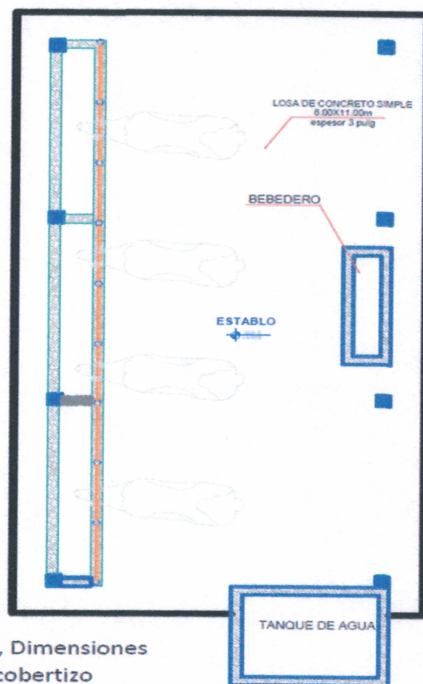 LOSA DE CONCRETO SIMPLE
6.00X11.00m
espesor 3 pulg
BEBEDERO
ESTABLO
TANQUE DE AGUA
, Dimensiones
cobertizo